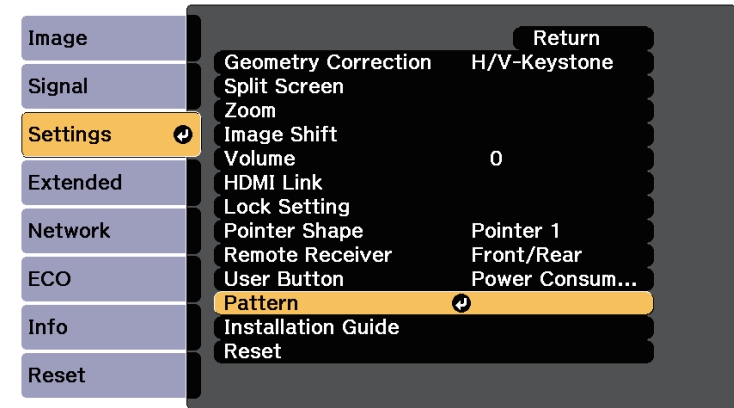 Image
Signal
Settings
Extended
Network
ECO
Info
Reset
Return
Geometry Correction H/V-Keystone
Split Screen
Zoom
Image Shift
Volume 0
HDMI Link
Lock Setting
Pointer Shape Pointer 1
Remote Receiver Front/Rear
User Button Power Consum...
Pattern
Installation Guide
Reset